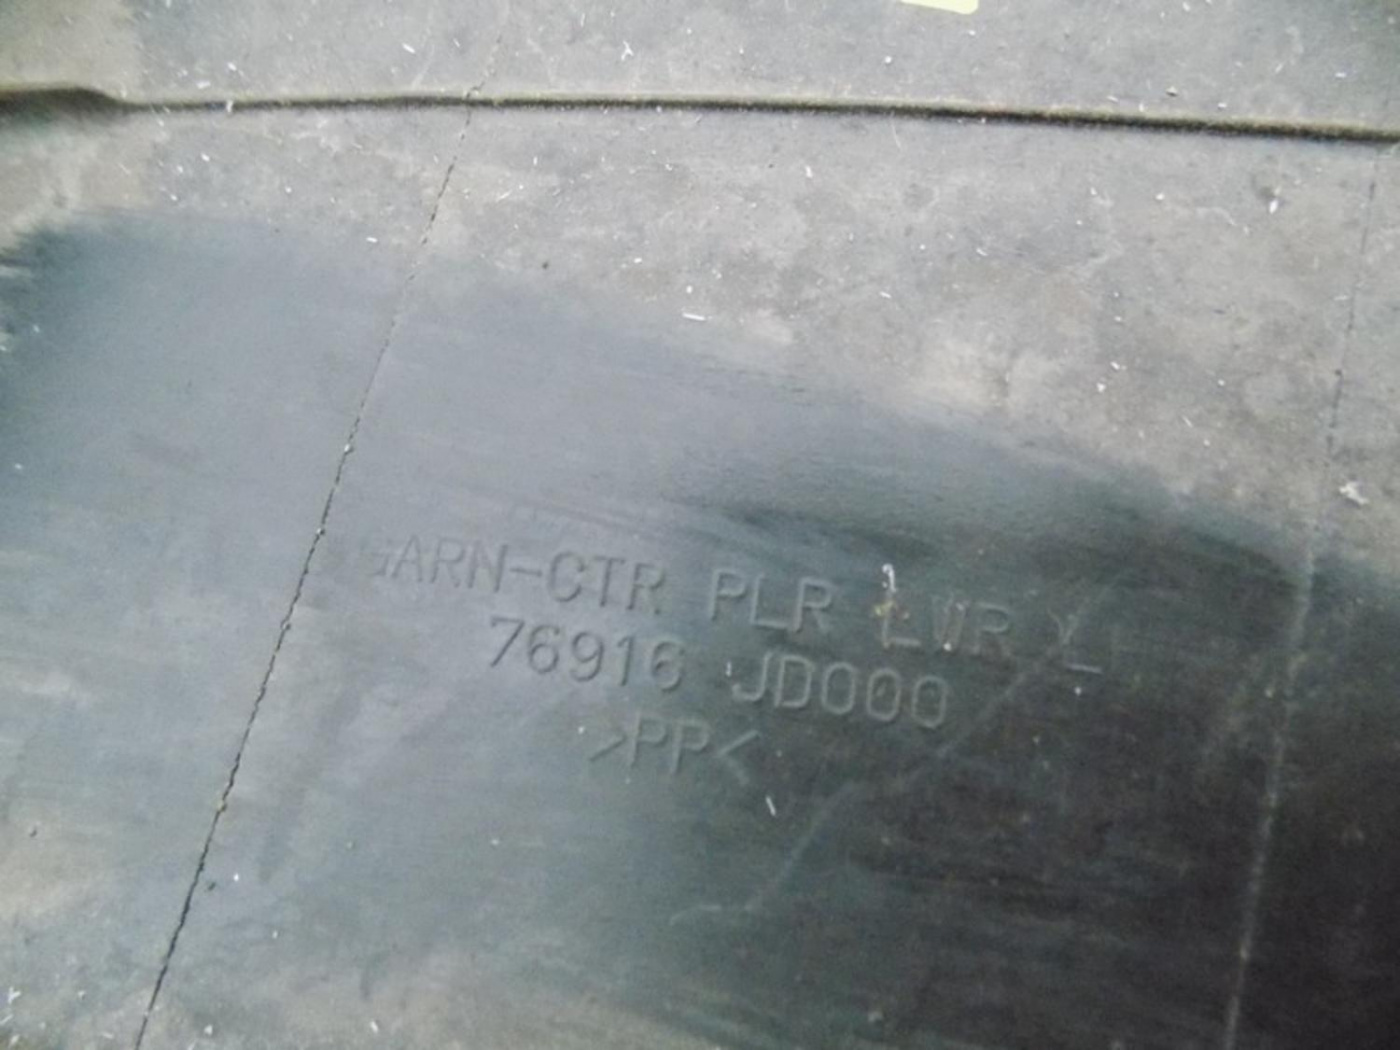 GARN-CTR PLR LWR L
76916 JD000
>PP<